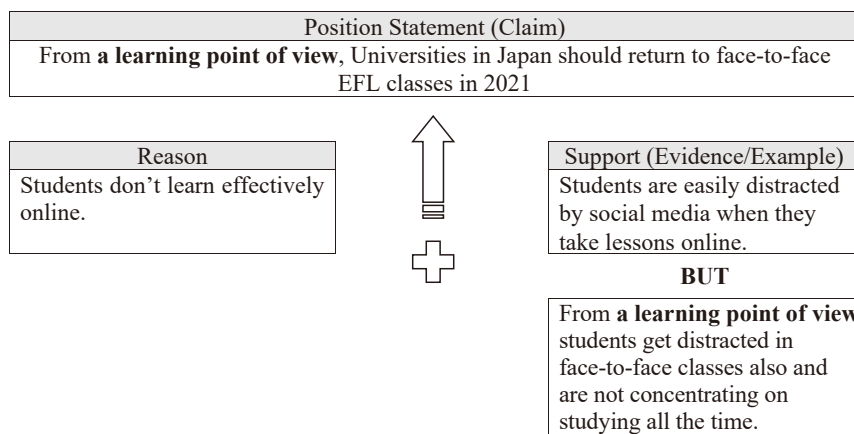 Position Statement (Claim)
From a learning point of view, Universities in Japan should return to face-to-face
EFL classes in 2021
Reason
Students don’t learn effectively
online.
Support (Evidence/Example)
Students are easily distracted
by social media when they
take lessons online.
BUT
From a learning point of view
students get distracted in
face-to-face classes also and
are not concentrating on
studying all the time.